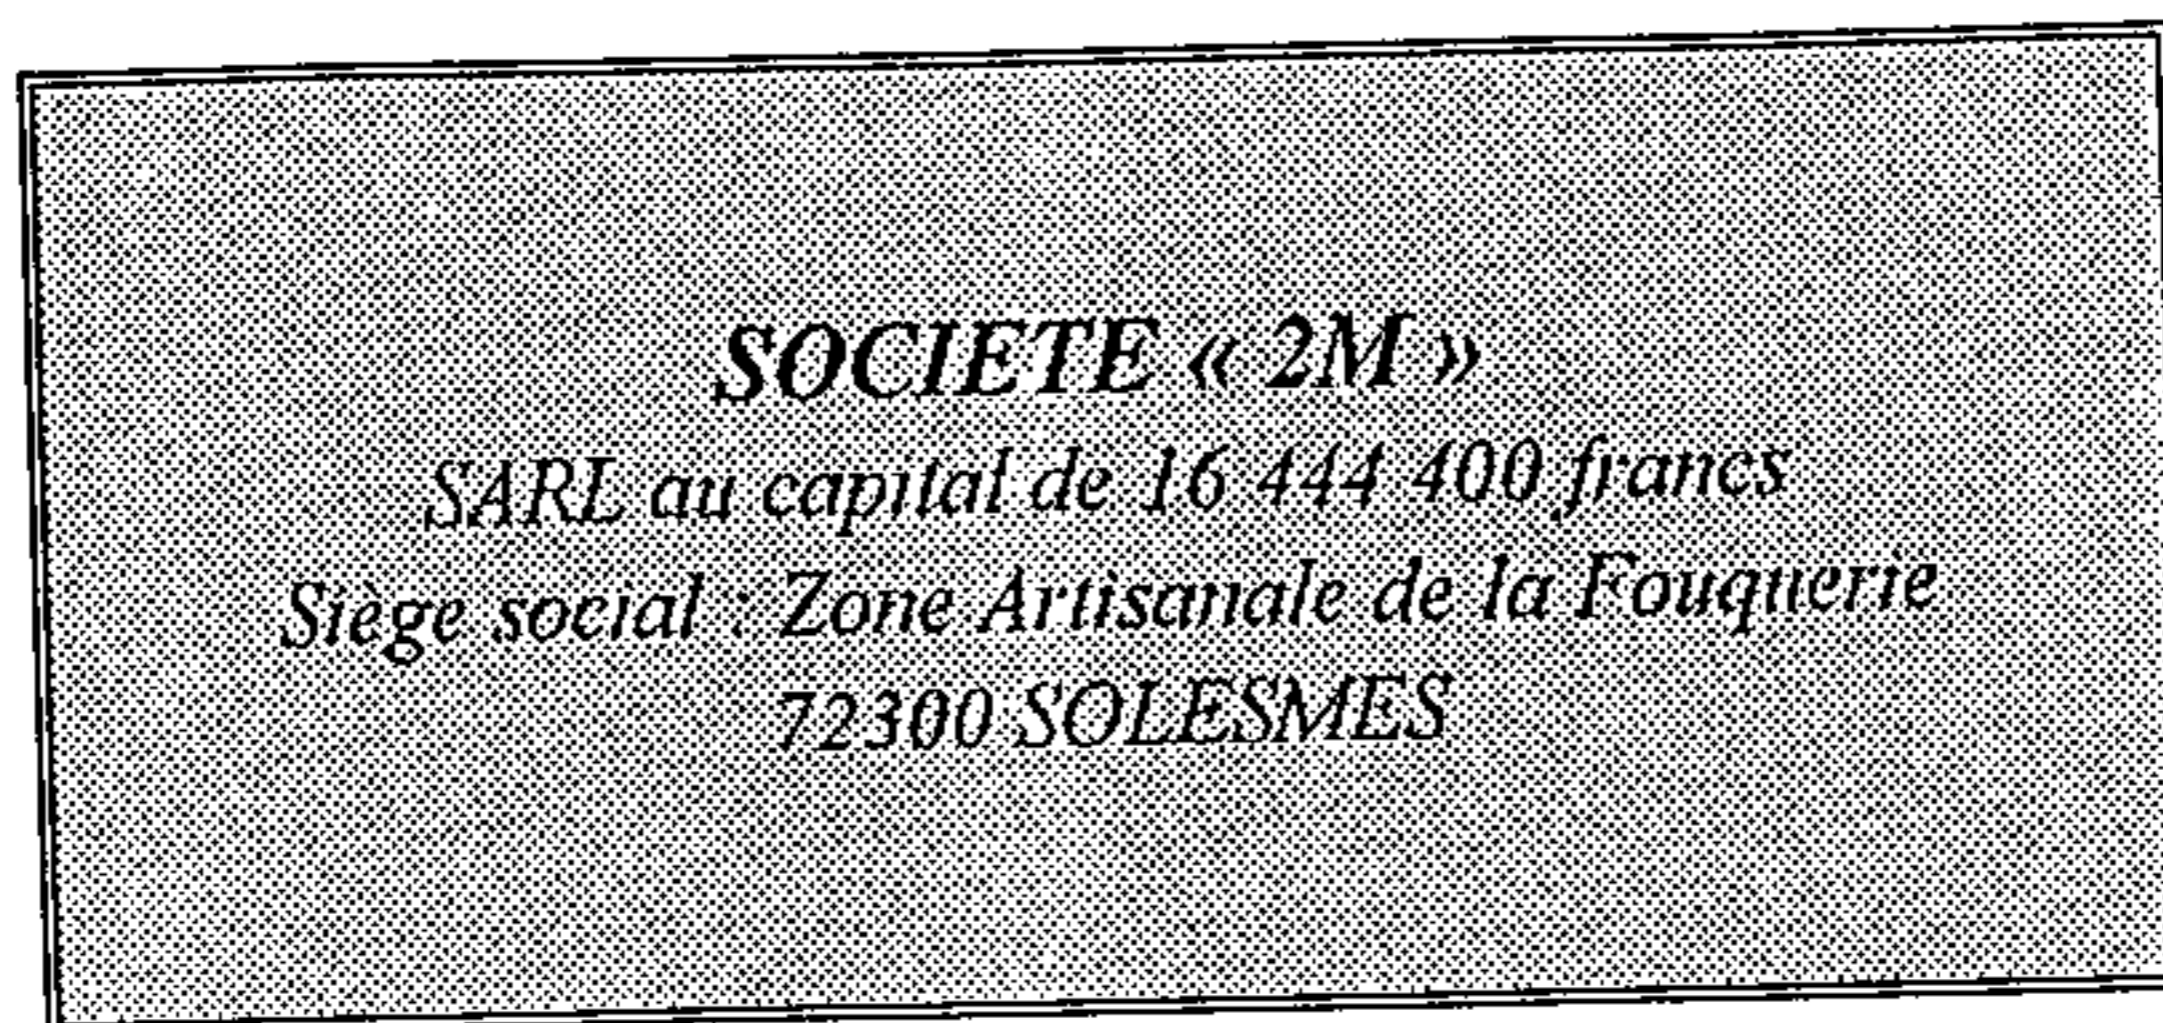 SOCIETE « 2M »
SARL au capital de 16 444 400 francs
Siège social : Zone Artisanale de la Fouquerie
72300 SOLESMES